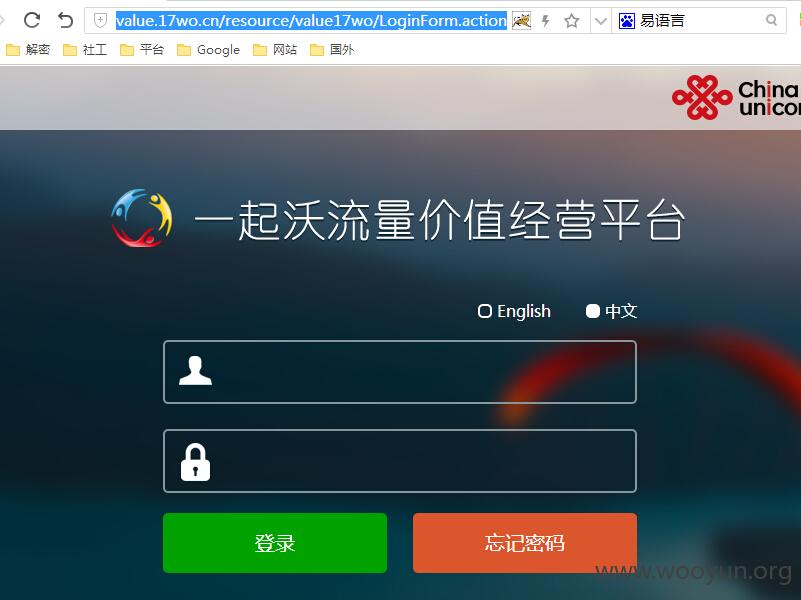 value.17wo.cn/resource/value17wo/LoginForm.action
易语言
解密 社工 平台 Google 网站 国外
China
unicom
一起沃流量价值经营平台
English 中文
登录 忘记密码
www.wooyun.org